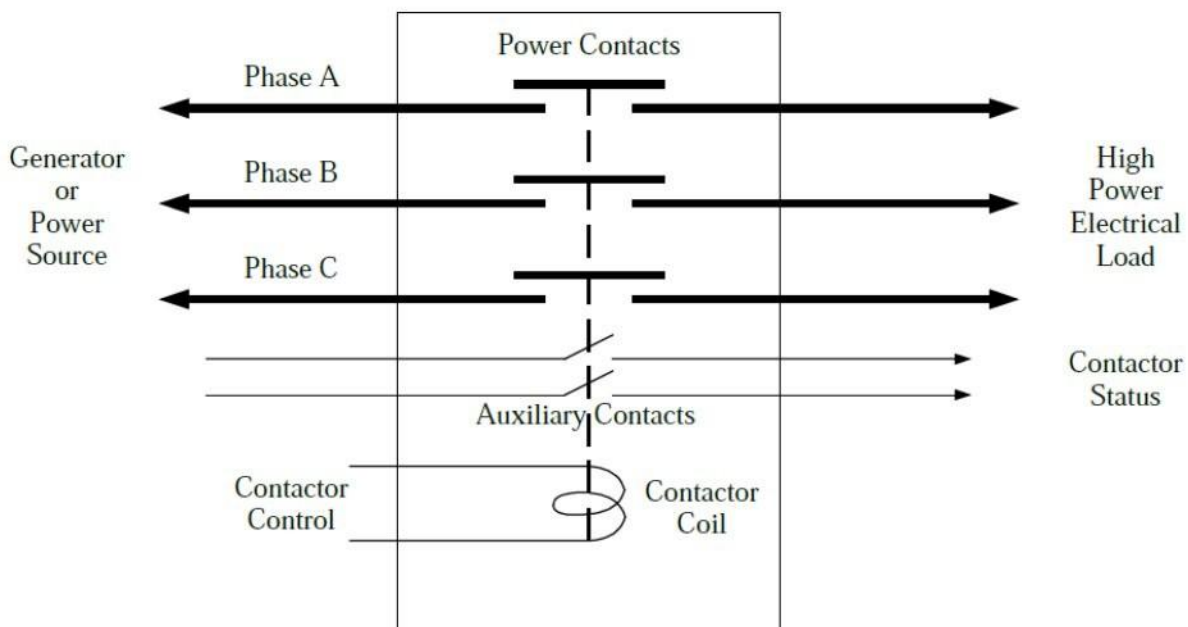 Power Contacts
Phase A
Generator
or
Power
Source
Phase B
High
Power
Electrical
Load
Phase C
Contactor
Status
Auxiliary Contacts
Contactor
Control
Contactor
Coil